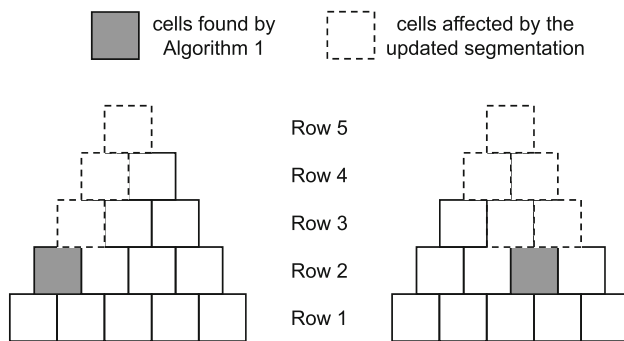 cells found by
Algorithm 1
cells affected by the
updated segmentation
Row 5
Row 4
Row 3
Row 2
Row 1